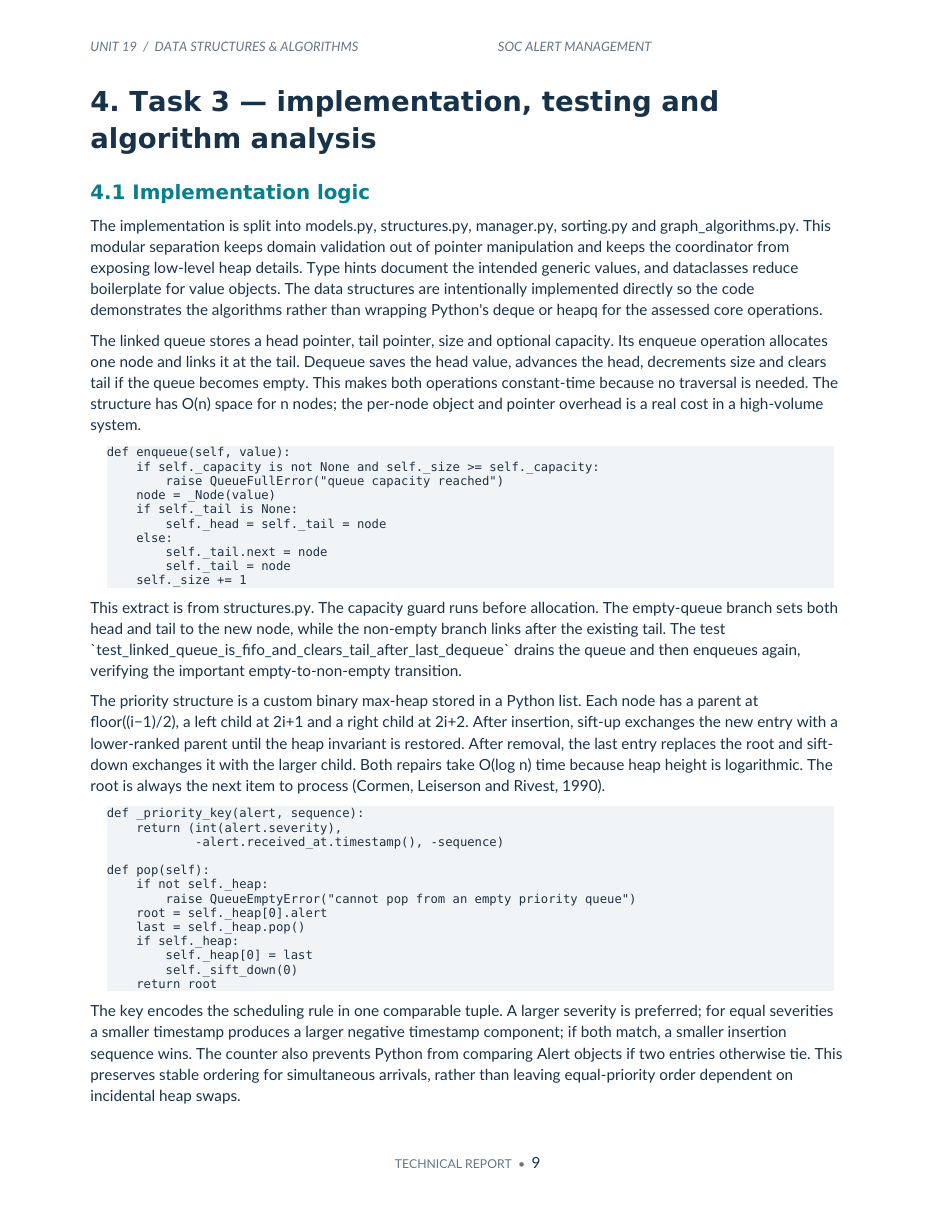 UNIT 19 / DATA STRUCTURES & ALGORITHMS SOC ALERT MANAGEMENT
4. Task 3 — implementation, testing and
algorithm analysis
4.1 Implementation logic
The implementation is split into models.py, structures.py, manager.py, sorting.py and graph_algorithms.py. This
modular separation keeps domain validation out of pointer manipulation and keeps the coordinator from
exposing low-level heap details. Type hints document the intended generic values, and dataclasses reduce
boilerplate for value objects. The data structures are intentionally implemented directly so the code
demonstrates the algorithms rather than wrapping Python's deque or heapq for the assessed core operations.
The linked queue stores a head pointer, tail pointer, size and optional capacity. Its enqueue operation allocates
one node and links it at the tail. Dequeue saves the head value, advances the head, decrements size and clears
tail if the queue becomes empty. This makes both operations constant-time because no traversal is needed. The
structure has O(n) space for n nodes; the per-node object and pointer overhead is a real cost in a high-volume
system.
def enqueue(self, value):
    if self._capacity is not None and self._size >= self._capacity:
        raise QueueFullError("queue capacity reached")
    node = _Node(value)
    if self._tail is None:
        self._head = self._tail = node
    else:
        self._tail.next = node
        self._tail = node
    self._size += 1
This extract is from structures.py. The capacity guard runs before allocation. The empty-queue branch sets both
head and tail to the new node, while the non-empty branch links after the existing tail. The test
`test_linked_queue_is_fifo_and_clears_tail_after_last_dequeue` drains the queue and then enqueues again,
verifying the important empty-to-non-empty transition.
The priority structure is a custom binary max-heap stored in a Python list. Each node has a parent at
floor((i−1)/2), a left child at 2i+1 and a right child at 2i+2. After insertion, sift-up exchanges the new entry with a
lower-ranked parent until the heap invariant is restored. After removal, the last entry replaces the root and sift-
down exchanges it with the larger child. Both repairs take O(log n) time because heap height is logarithmic. The
root is always the next item to process (Cormen, Leiserson and Rivest, 1990).
def _priority_key(alert, sequence):
    return (int(alert.severity),
            -alert.received_at.timestamp(), -sequence)
def pop(self):
    if not self._heap:
        raise QueueEmptyError("cannot pop from an empty priority queue")
    root = self._heap[0].alert
    last = self._heap.pop()
    if self._heap:
        self._heap[0] = last
        self._sift_down(0)
    return root
The key encodes the scheduling rule in one comparable tuple. A larger severity is preferred; for equal severities
a smaller timestamp produces a larger negative timestamp component; if both match, a smaller insertion
sequence wins. The counter also prevents Python from comparing Alert objects if two entries otherwise tie. This
preserves stable ordering for simultaneous arrivals, rather than leaving equal-priority order dependent on
incidental heap swaps.
TECHNICAL REPORT • 9